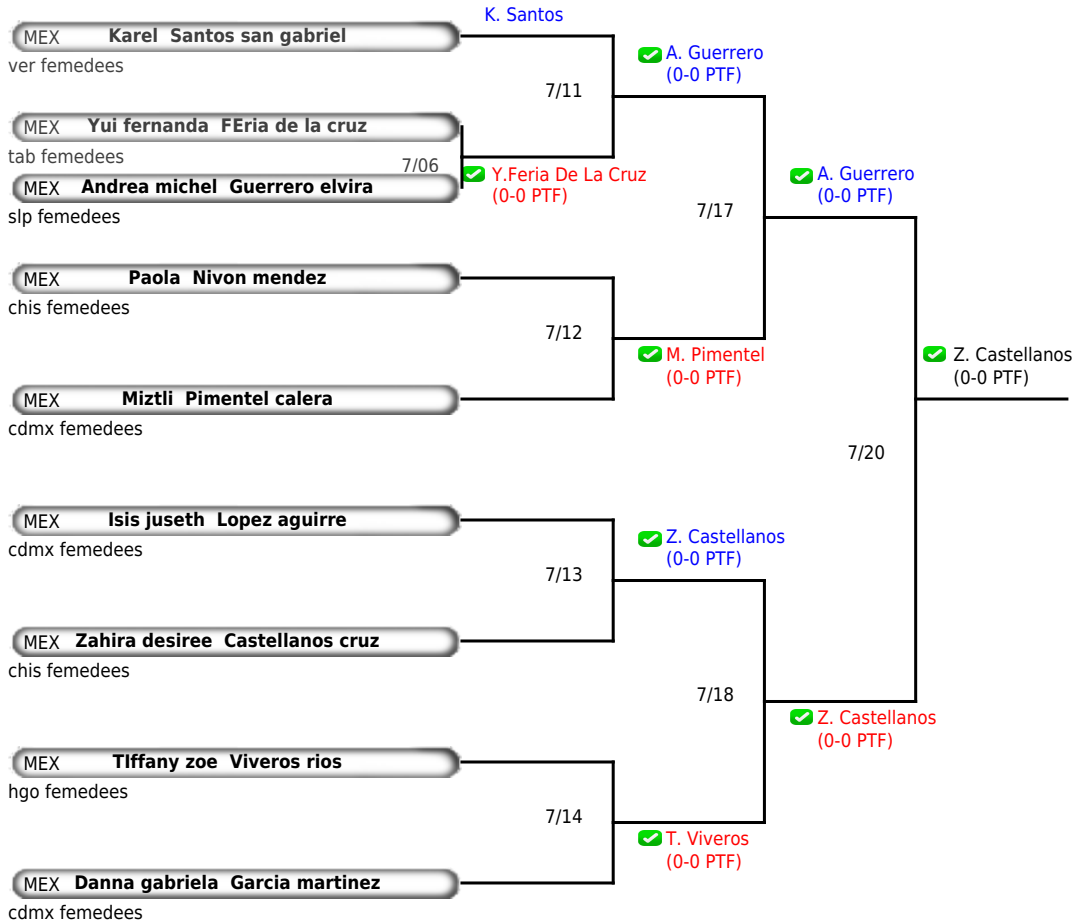 K. Santos
MEX Karel Santos san gabriel
ver femedees
A. Guerrero
(0-0 PTF)
7/11
MEX Yui fernanda FEria de la cruz
tab femedees
7/06
Y.Feria De La Cruz
(0-0 PTF)
MEX Andrea michel Guerrero elvira
slp femedees
A. Guerrero
(0-0 PTF)
7/17
MEX Paola Nivon mendez
chis femedees
7/12
M. Pimentel
(0-0 PTF)
Z. Castellanos
(0-0 PTF)
MEX Miztli Pimentel calera
cdmx femedees
7/20
MEX Isis juseth Lopez aguirre
cdmx femedees
Z. Castellanos
(0-0 PTF)
7/13
MEX Zahira desiree Castellanos cruz
chis femedees
7/18
Z. Castellanos
(0-0 PTF)
MEX TIffany zoe Viveros rios
hgo femedees
7/14
T. Viveros
(0-0 PTF)
MEX Danna gabriela Garcia martinez
cdmx femedees